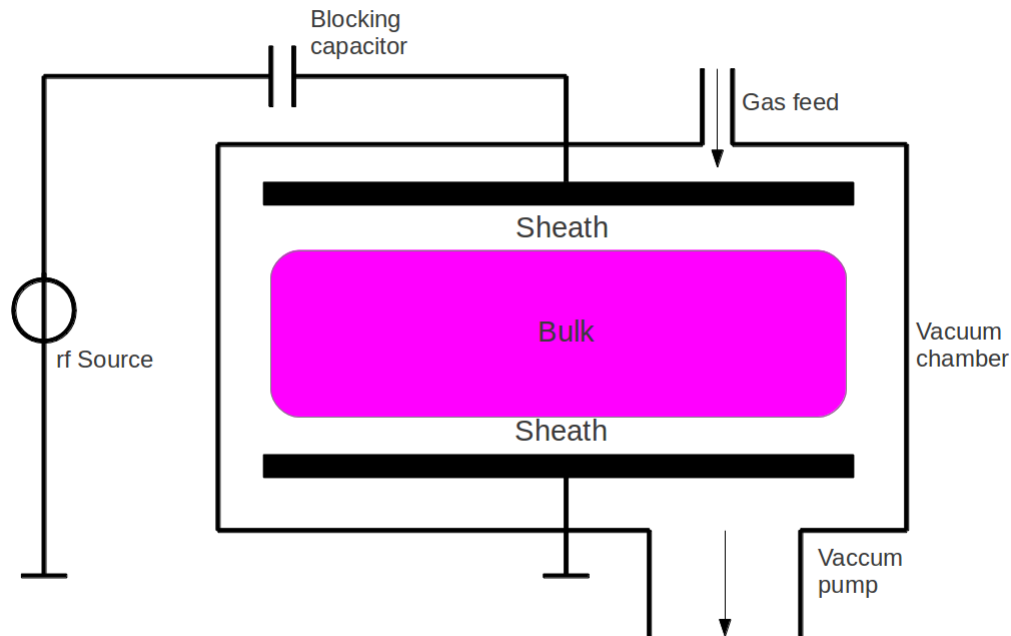 Blocking
capacitor
Gas feed
Sheath
Bulk
rf Source
Vacuum
chamber
Sheath
Vaccum
pump